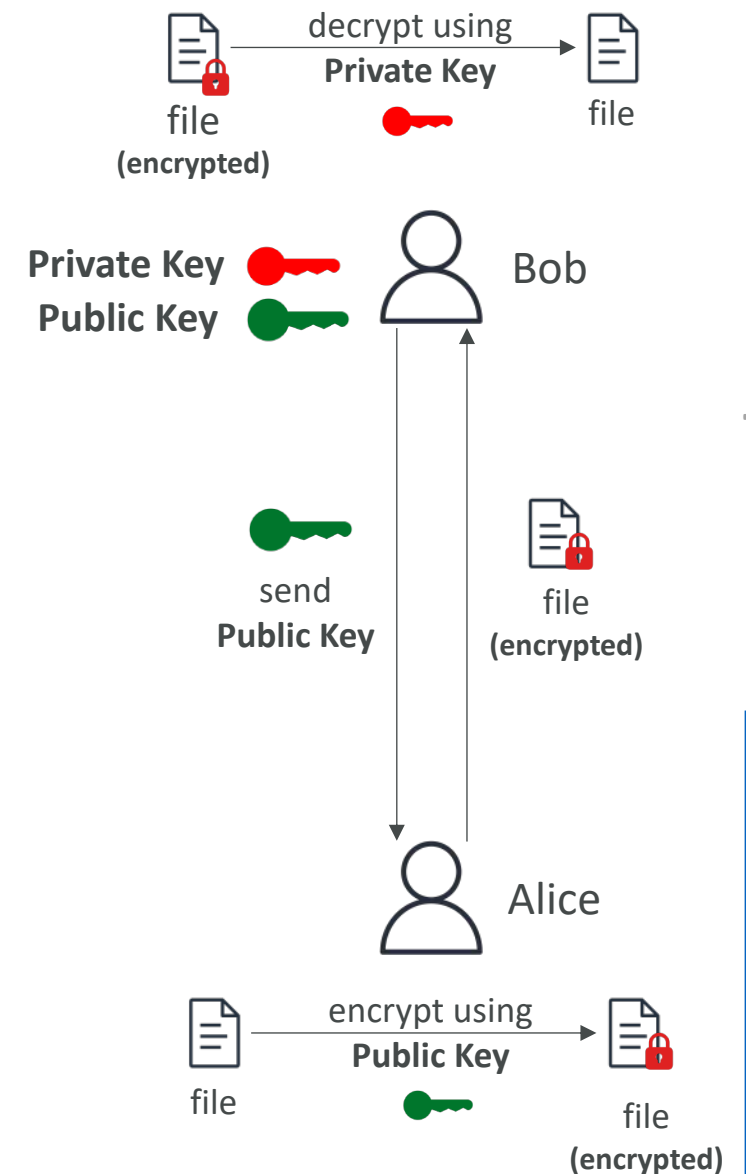 decrypt using
Private Key
file
(encrypted)
file
Private Key
Public Key
Bob
send
Public Key
file
(encrypted)
Alice
encrypt using
Public Key
file
file
(encrypted)